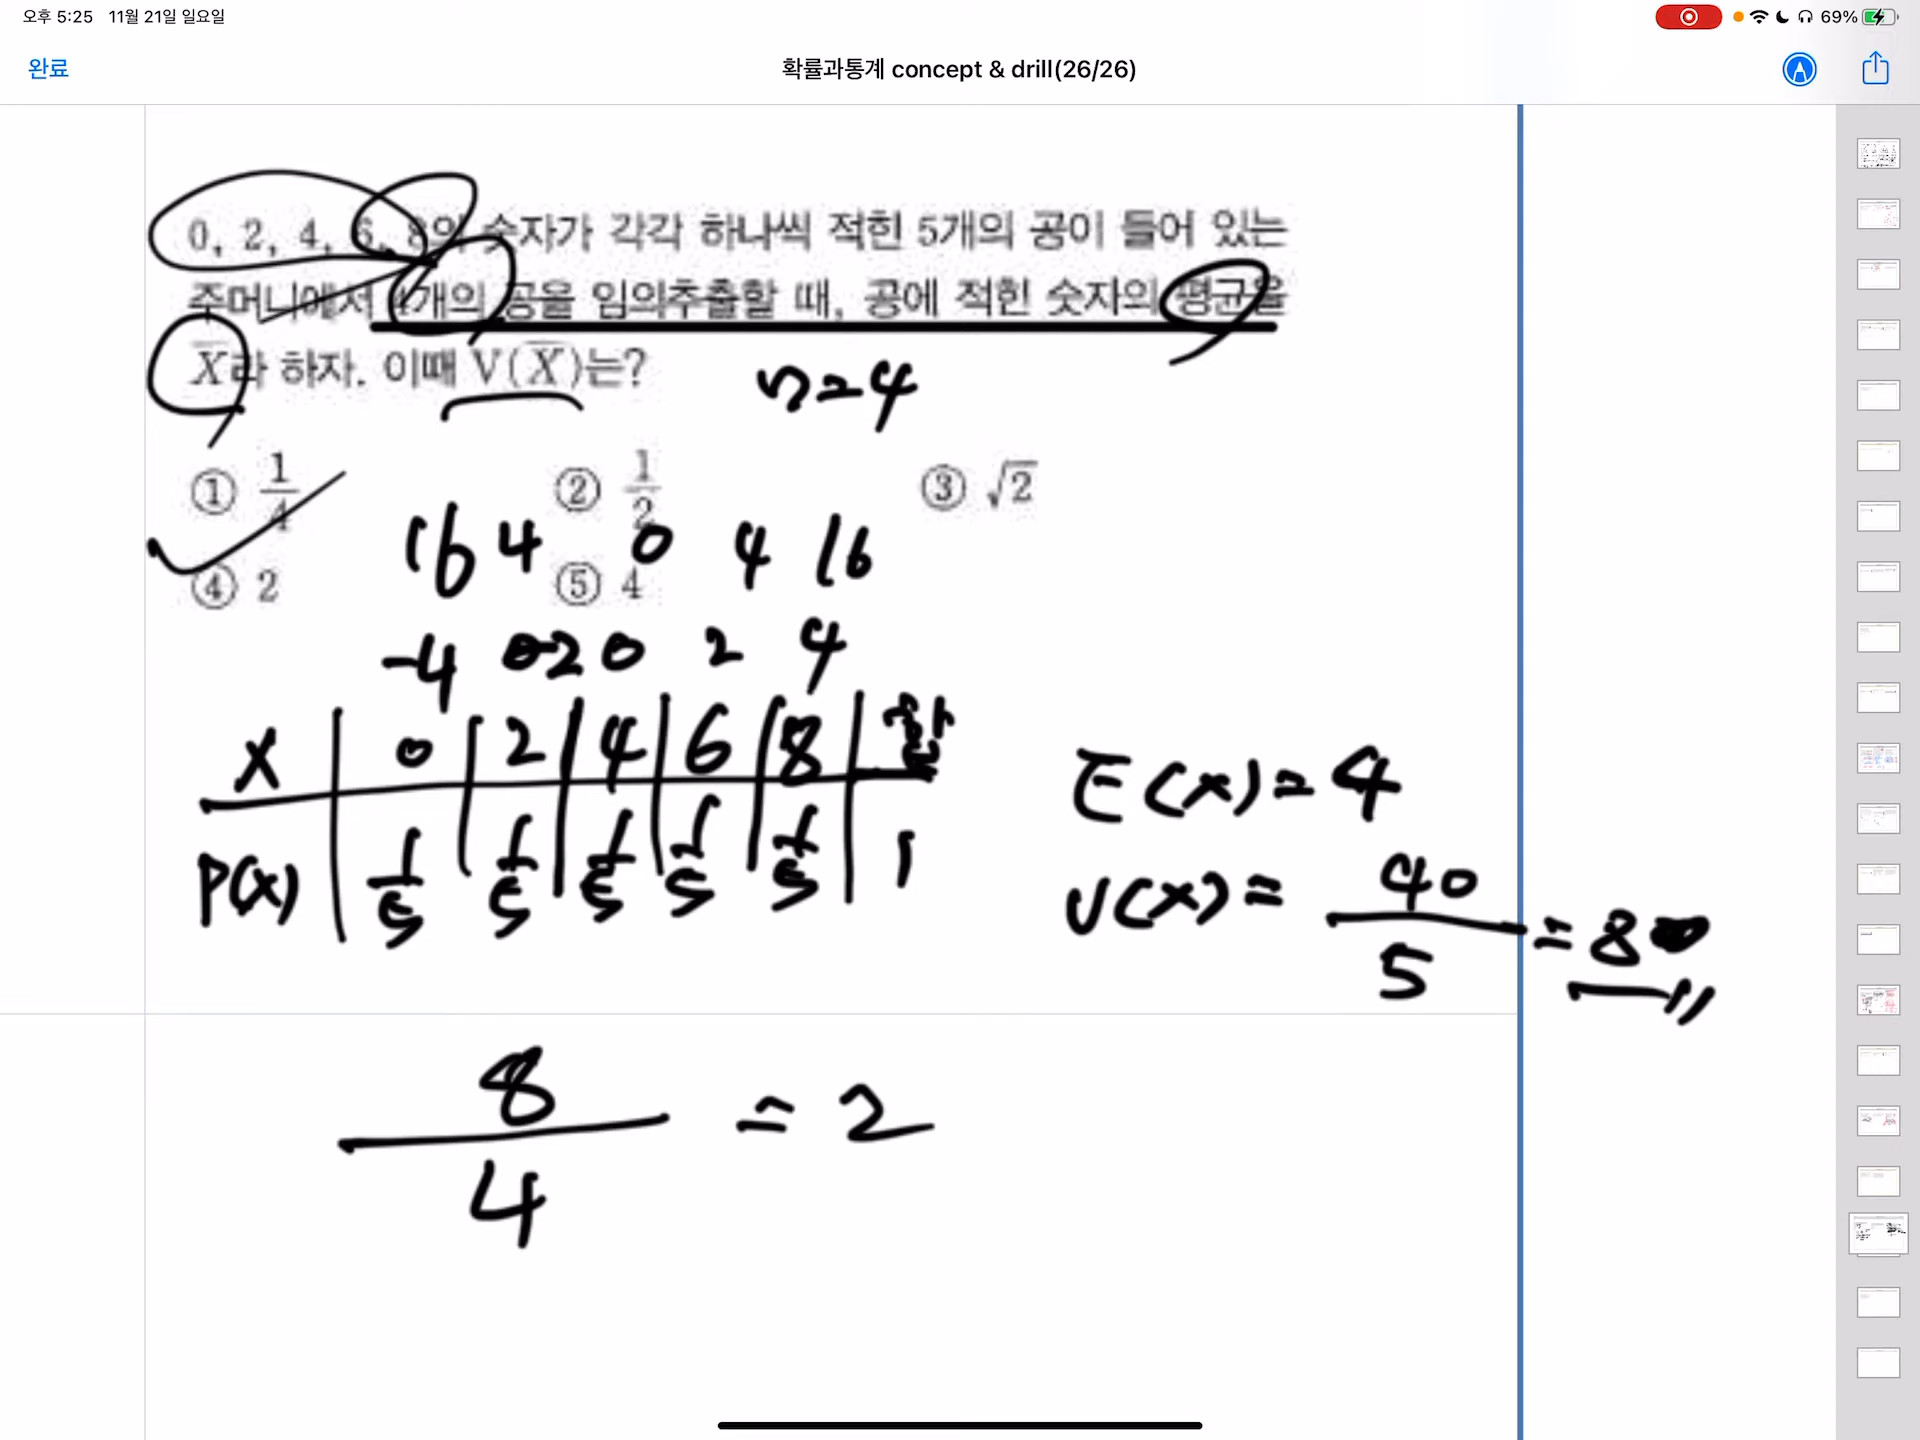 오후 5:25 11월 21일 일요일
69%
완료
확률과통계 concept & drill(26/26)
0, 2, 4, 6, 8의 숫자가 각각 하나씩 적힌 5개의 공이 들어 있는
주머니에서 4개의 공을 임의추출할 때, 공에 적힌 숫자의 평균을
X̅라 하자. 이때 V(X̅)는?
n=4
① 1/4 ② 1/2 ③ √2
16 4 0 4 16
④ 2 ⑤ 4
-4 -2 0 2 4
X 0 2 4 6 8 합
P(X) 1/5 1/5 1/5 1/5 1/5 1
E(X)=4
V(X)= 40/5 =8
8/4 = 2